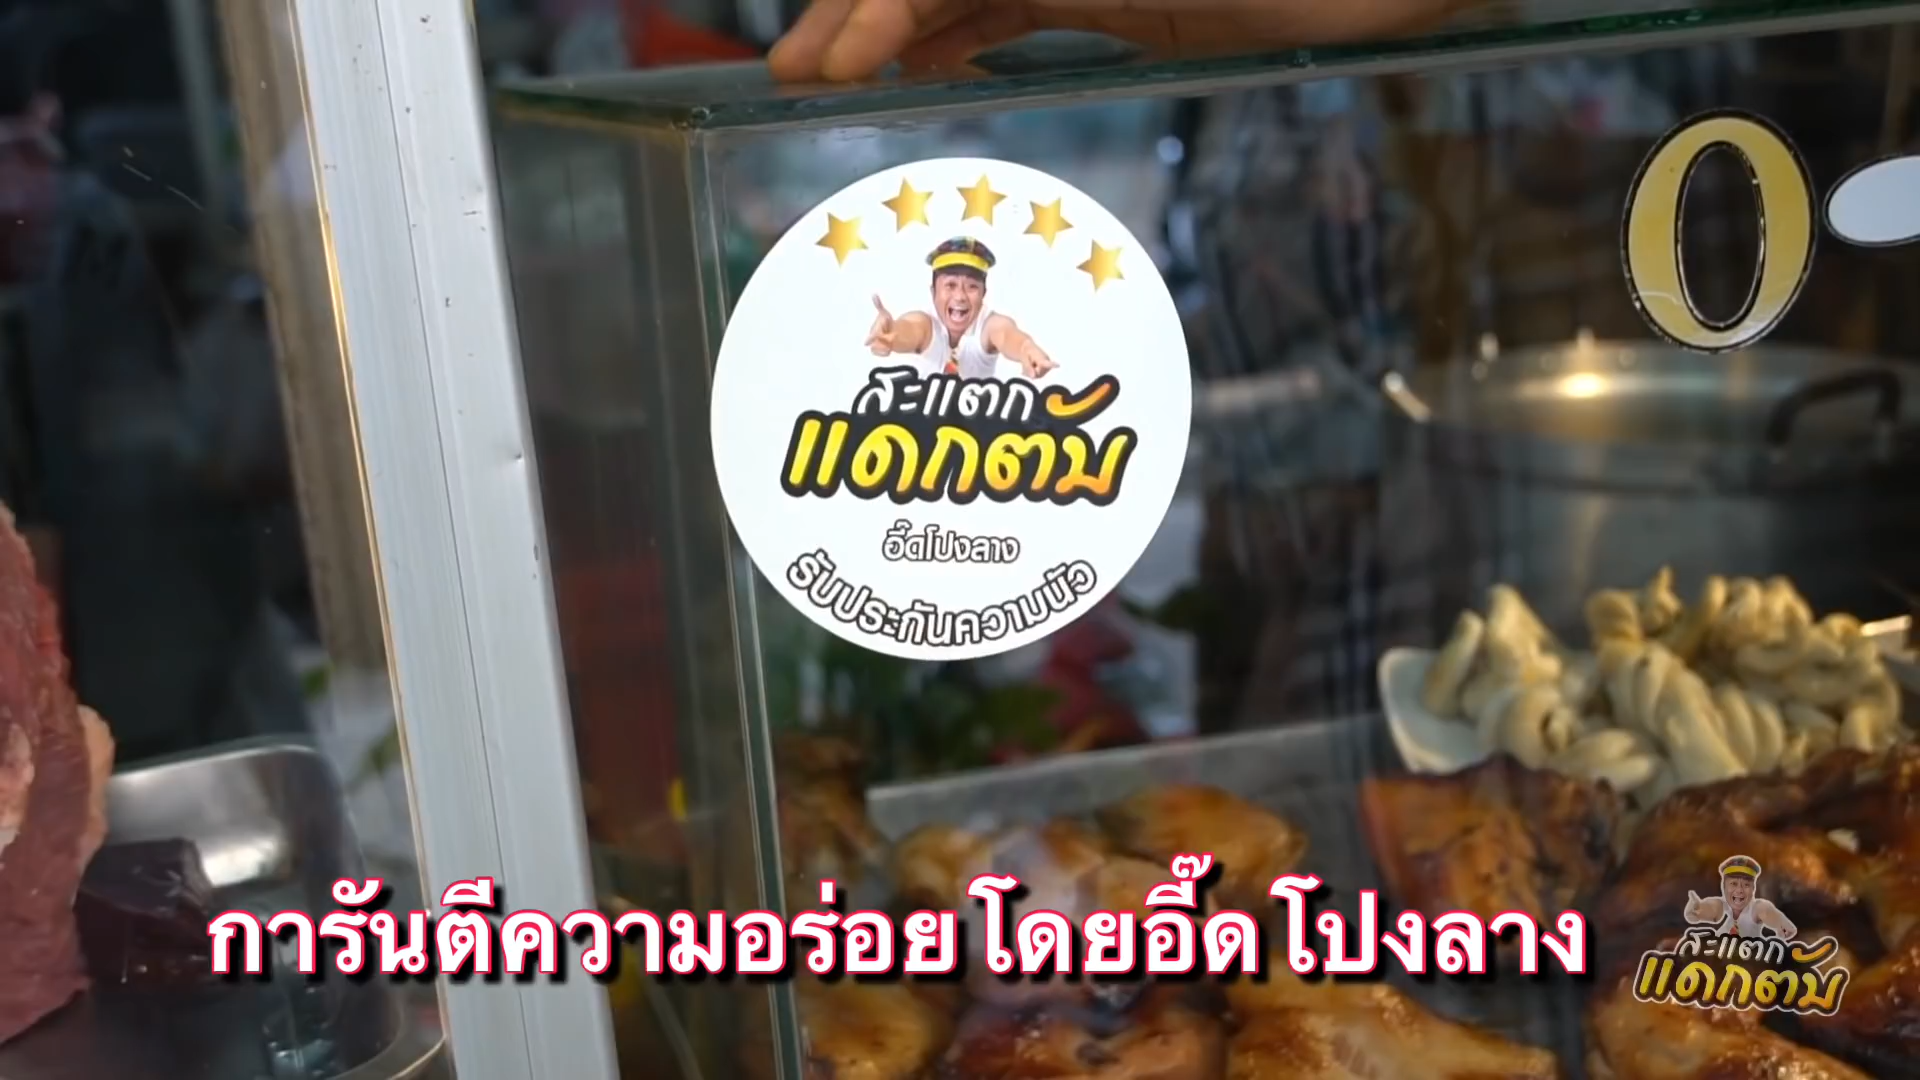 สะแตก
แดกตับ
อี๊ดโปงลาง
รับประกันความนัว
0
การันตีความอร่อยโดยอี๊ดโปงลาง
สะแตก
แดกตับ